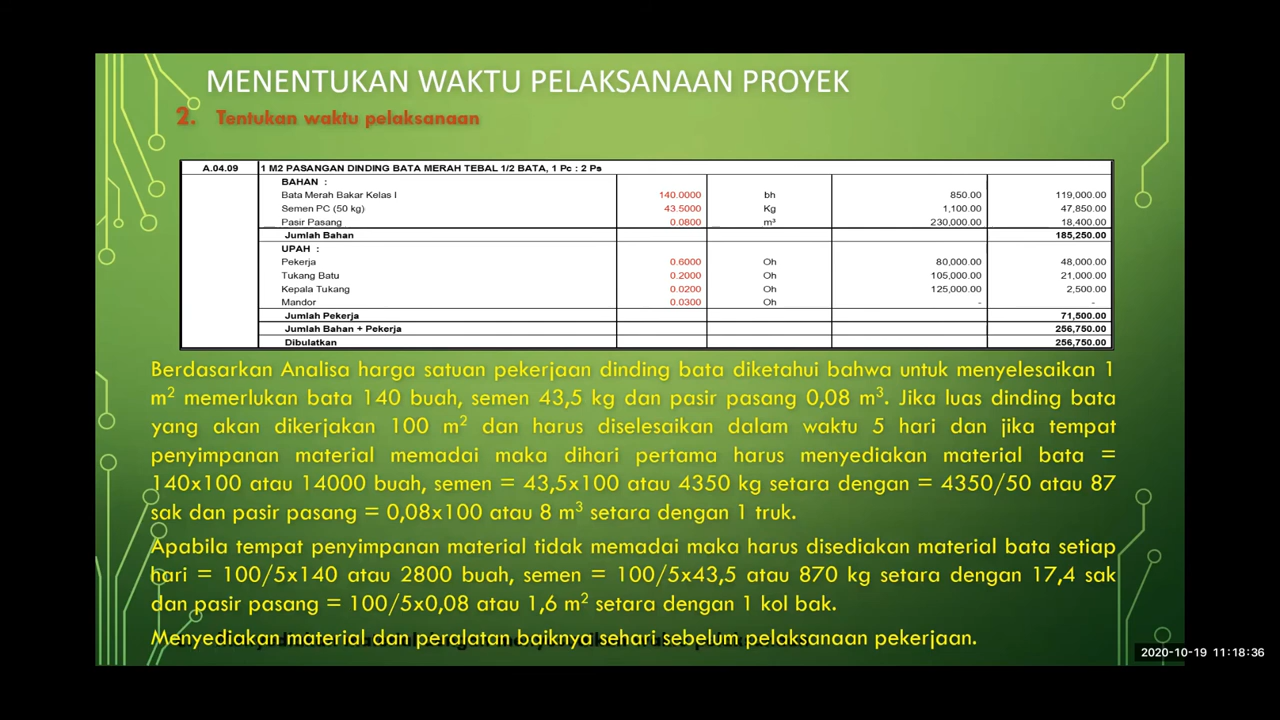 MENENTUKAN WAKTU PELAKSANAAN PROYEK
2. Tentukan waktu pelaksanaan
A.04.09 1 M2 PASANGAN DINDING BATA MERAH TEBAL 1/2 BATA, 1 Pc : 2 Ps
BAHAN :
Bata Merah Bakar Kelas I 140.0000 bh 850.00 119,000.00
Semen PC (50 kg) 43.5000 Kg 1,100.00 47,850.00
Pasir Pasang 0.0800 m³ 230,000.00 18,400.00
Jumlah Bahan 185,250.00
UPAH :
Pekerja 0.6000 Oh 80,000.00 48,000.00
Tukang Batu 0.2000 Oh 105,000.00 21,000.00
Kepala Tukang 0.0200 Oh 125,000.00 2,500.00
Mandor 0.0300 Oh - -
Jumlah Pekerja 71,500.00
Jumlah Bahan + Pekerja 256,750.00
Dibulatkan 256,750.00
Berdasarkan Analisa harga satuan pekerjaan dinding bata diketahui bahwa untuk menyelesaikan 1
m² memerlukan bata 140 buah, semen 43,5 kg dan pasir pasang 0,08 m³. Jika luas dinding bata
yang akan dikerjakan 100 m² dan harus diselesaikan dalam waktu 5 hari dan jika tempat
penyimpanan material memadai maka dihari pertama harus menyediakan material bata =
140x100 atau 14000 buah, semen = 43,5x100 atau 4350 kg setara dengan = 4350/50 atau 87
sak dan pasir pasang = 0,08x100 atau 8 m³ setara dengan 1 truk.
Apabila tempat penyimpanan material tidak memadai maka harus disediakan material bata setiap
hari = 100/5x140 atau 2800 buah, semen = 100/5x43,5 atau 870 kg setara dengan 17,4 sak
dan pasir pasang = 100/5x0,08 atau 1,6 m² setara dengan 1 kol bak.
Menyediakan material dan peralatan baiknya sehari sebelum pelaksanaan pekerjaan.
2020-10-19 11:18:36